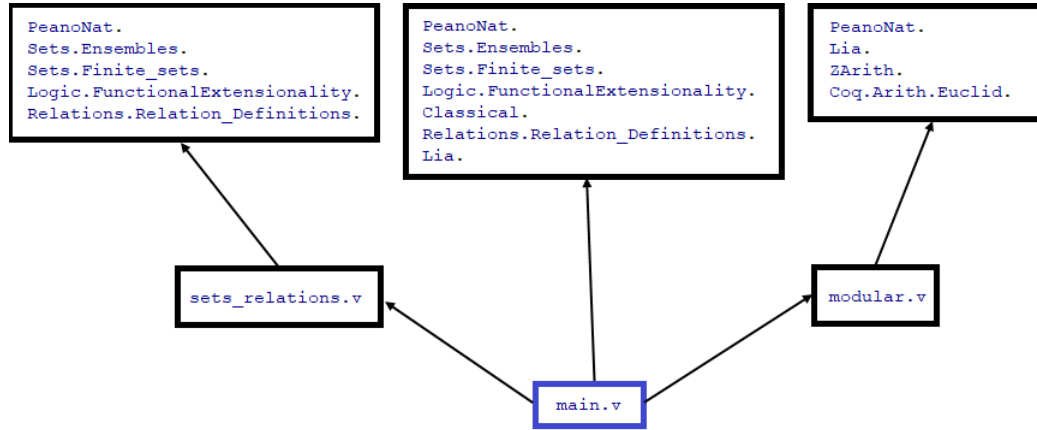 PeanoNat.
Sets.Ensembles.
Sets.Finite_sets.
Logic.FunctionalExtensionality.
Relations.Relation_Definitions.
PeanoNat.
Sets.Ensembles.
Sets.Finite_sets.
Logic.FunctionalExtensionality.
Classical.
Relations.Relation_Definitions.
Lia.
PeanoNat.
Lia.
ZArith.
Coq.Arith.Euclid.
sets_relations.v
modular.v
main.v